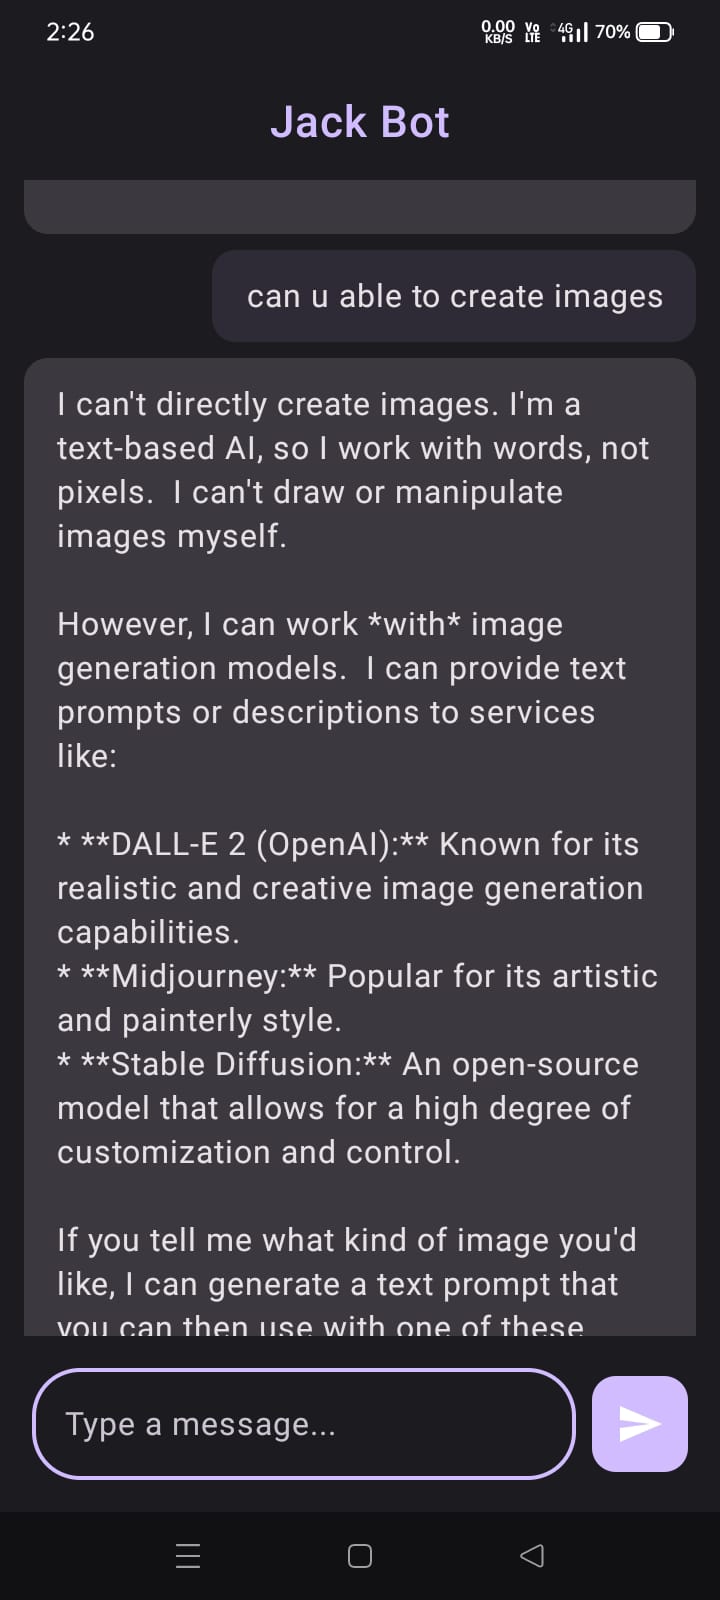 2:26
0.00 KB/S Vo LTE 4G 70%
Jack Bot
can u able to create images
I can't directly create images. I'm a
text-based AI, so I work with words, not
pixels.  I can't draw or manipulate
images myself.
However, I can work *with* image
generation models.  I can provide text
prompts or descriptions to services
like:
* **DALL-E 2 (OpenAI):** Known for its
realistic and creative image generation
capabilities.
* **Midjourney:** Popular for its artistic
and painterly style.
* **Stable Diffusion:** An open-source
model that allows for a high degree of
customization and control.
If you tell me what kind of image you'd
like, I can generate a text prompt that
you can then use with one of these
Type a message...